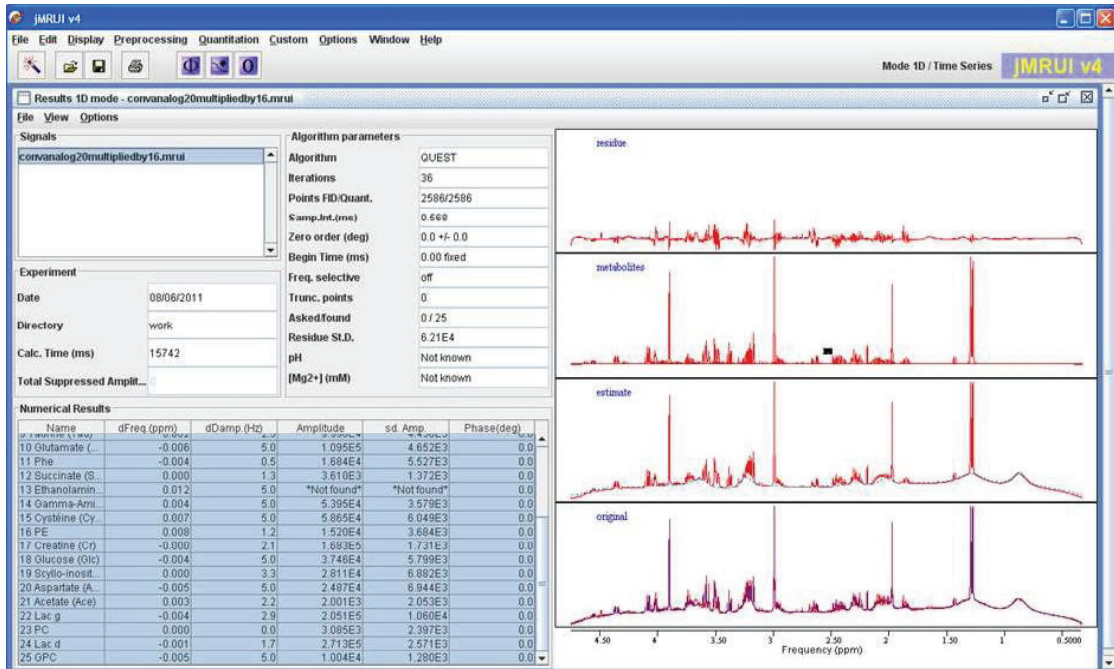 jMRUI v4
File Edit Display Preprocessing Quantitation Custom Options Window Help
Mode 1D / Time Series jMRUI v4
Results 1D mode - convanalog20multipliedby16.mrui
File View Options
Signals
convanalog20multipliedby16.mrui
Experiment
Date 08/06/2011
Directory work
Calc. Time (ms) 15742
Total Suppressed Amplit... 0
Algorithm parameters
Algorithm QUEST
Iterations 36
Points FID/Quant. 2586/2586
Samp.Int.(ms)
Zero order (deg) 0.0 +/- 0.0
Begin Time (ms) 0.00 fixed
Freq. selective off
Trunc. points 0
Asked/found 0 / 25
Residue St.D. 6.21E4
pH Not known
[Mg2+] (mM) Not known
Numerical Results
Name dFreq.(ppm) dDamp.(Hz) Amplitude sd. Amp. Phase(deg)
9 Taurine (Tau)
10 Glutamate (... -0.006 5.0 1.095E5 4.652E3 0.0
11 Phe -0.004 0.5 1.684E4 5.527E3 0.0
12 Succinate (S... 0.000 1.3 3.610E3 1.372E3 0.0
13 Ethanolamin... 0.012 5.0 *Not found* *Not found* 0.0
14 Gamma-Ami... 0.004 5.0 5.395E4 3.579E3 0.0
15 Cystéine (Cy... 0.007 5.0 5.865E4 6.049E3 0.0
16 PE 0.008 1.2 1.520E4 3.684E3 0.0
17 Creatine (Cr) -0.000 2.1 1.683E5 1.731E3 0.0
18 Glucose (Glc) -0.004 5.0 3.746E4 5.799E3 0.0
19 Scyllo-inosit... 0.000 3.3 2.811E4 6.882E3 0.0
20 Aspartate (A... -0.005 5.0 2.487E4 6.944E3 0.0
21 Acetate (Ace) 0.003 2.2 2.001E3 2.053E3 0.0
22 Lac g -0.004 2.9 2.051E5 1.060E4 0.0
23 PC 0.000 0.0 3.085E3 2.397E3 0.0
24 Lac d -0.001 1.7 2.713E5 2.571E3 0.0
25 GPC -0.005 5.0 1.004E4 1.280E3 0.0
residue
metabolites
estimate
original
4.50 4 3.50 3 2.50 2 1.50 1 0.5000
Frequency (ppm)